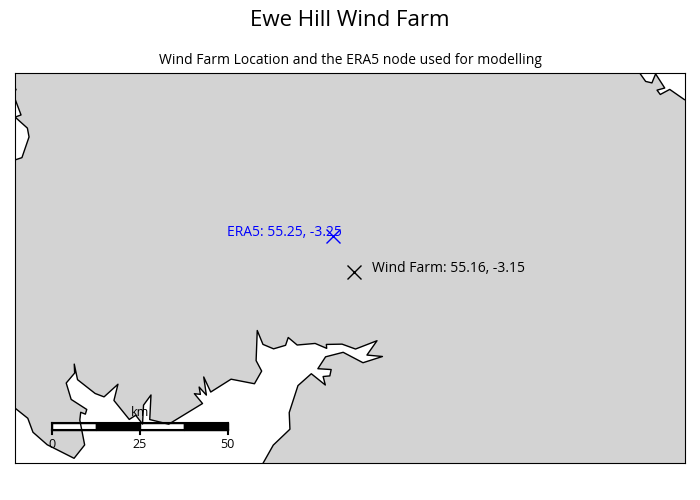 Ewe Hill Wind Farm
Wind Farm Location and the ERA5 node used for modelling
ERA5: 55.25, -3.25
Wind Farm: 55.16, -3.15
km
0 25 50